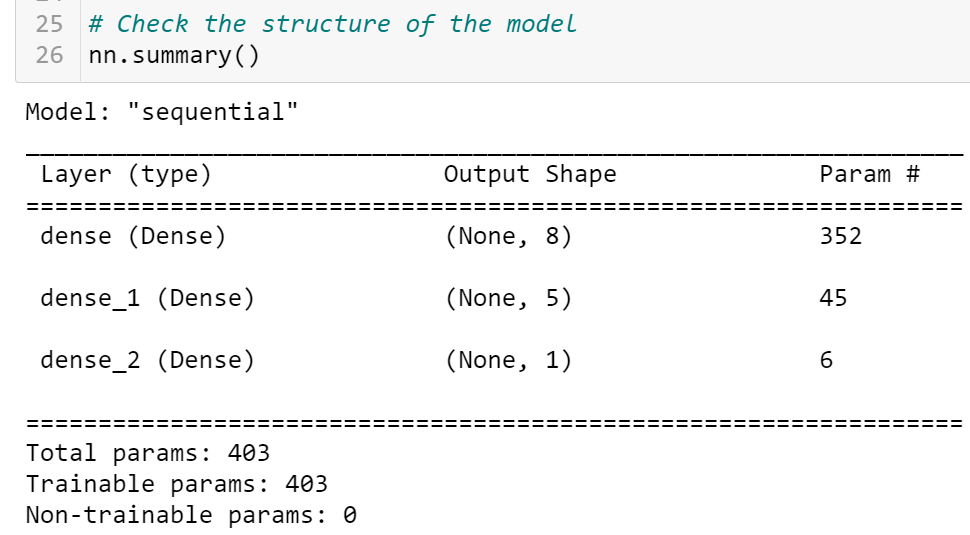 25 # Check the structure of the model
26 nn.summary()
Model: "sequential"
Layer (type) Output Shape Param #
=================================================================
dense (Dense) (None, 8) 352
dense_1 (Dense) (None, 5) 45
dense_2 (Dense) (None, 1) 6
=================================================================
Total params: 403
Trainable params: 403
Non-trainable params: 0